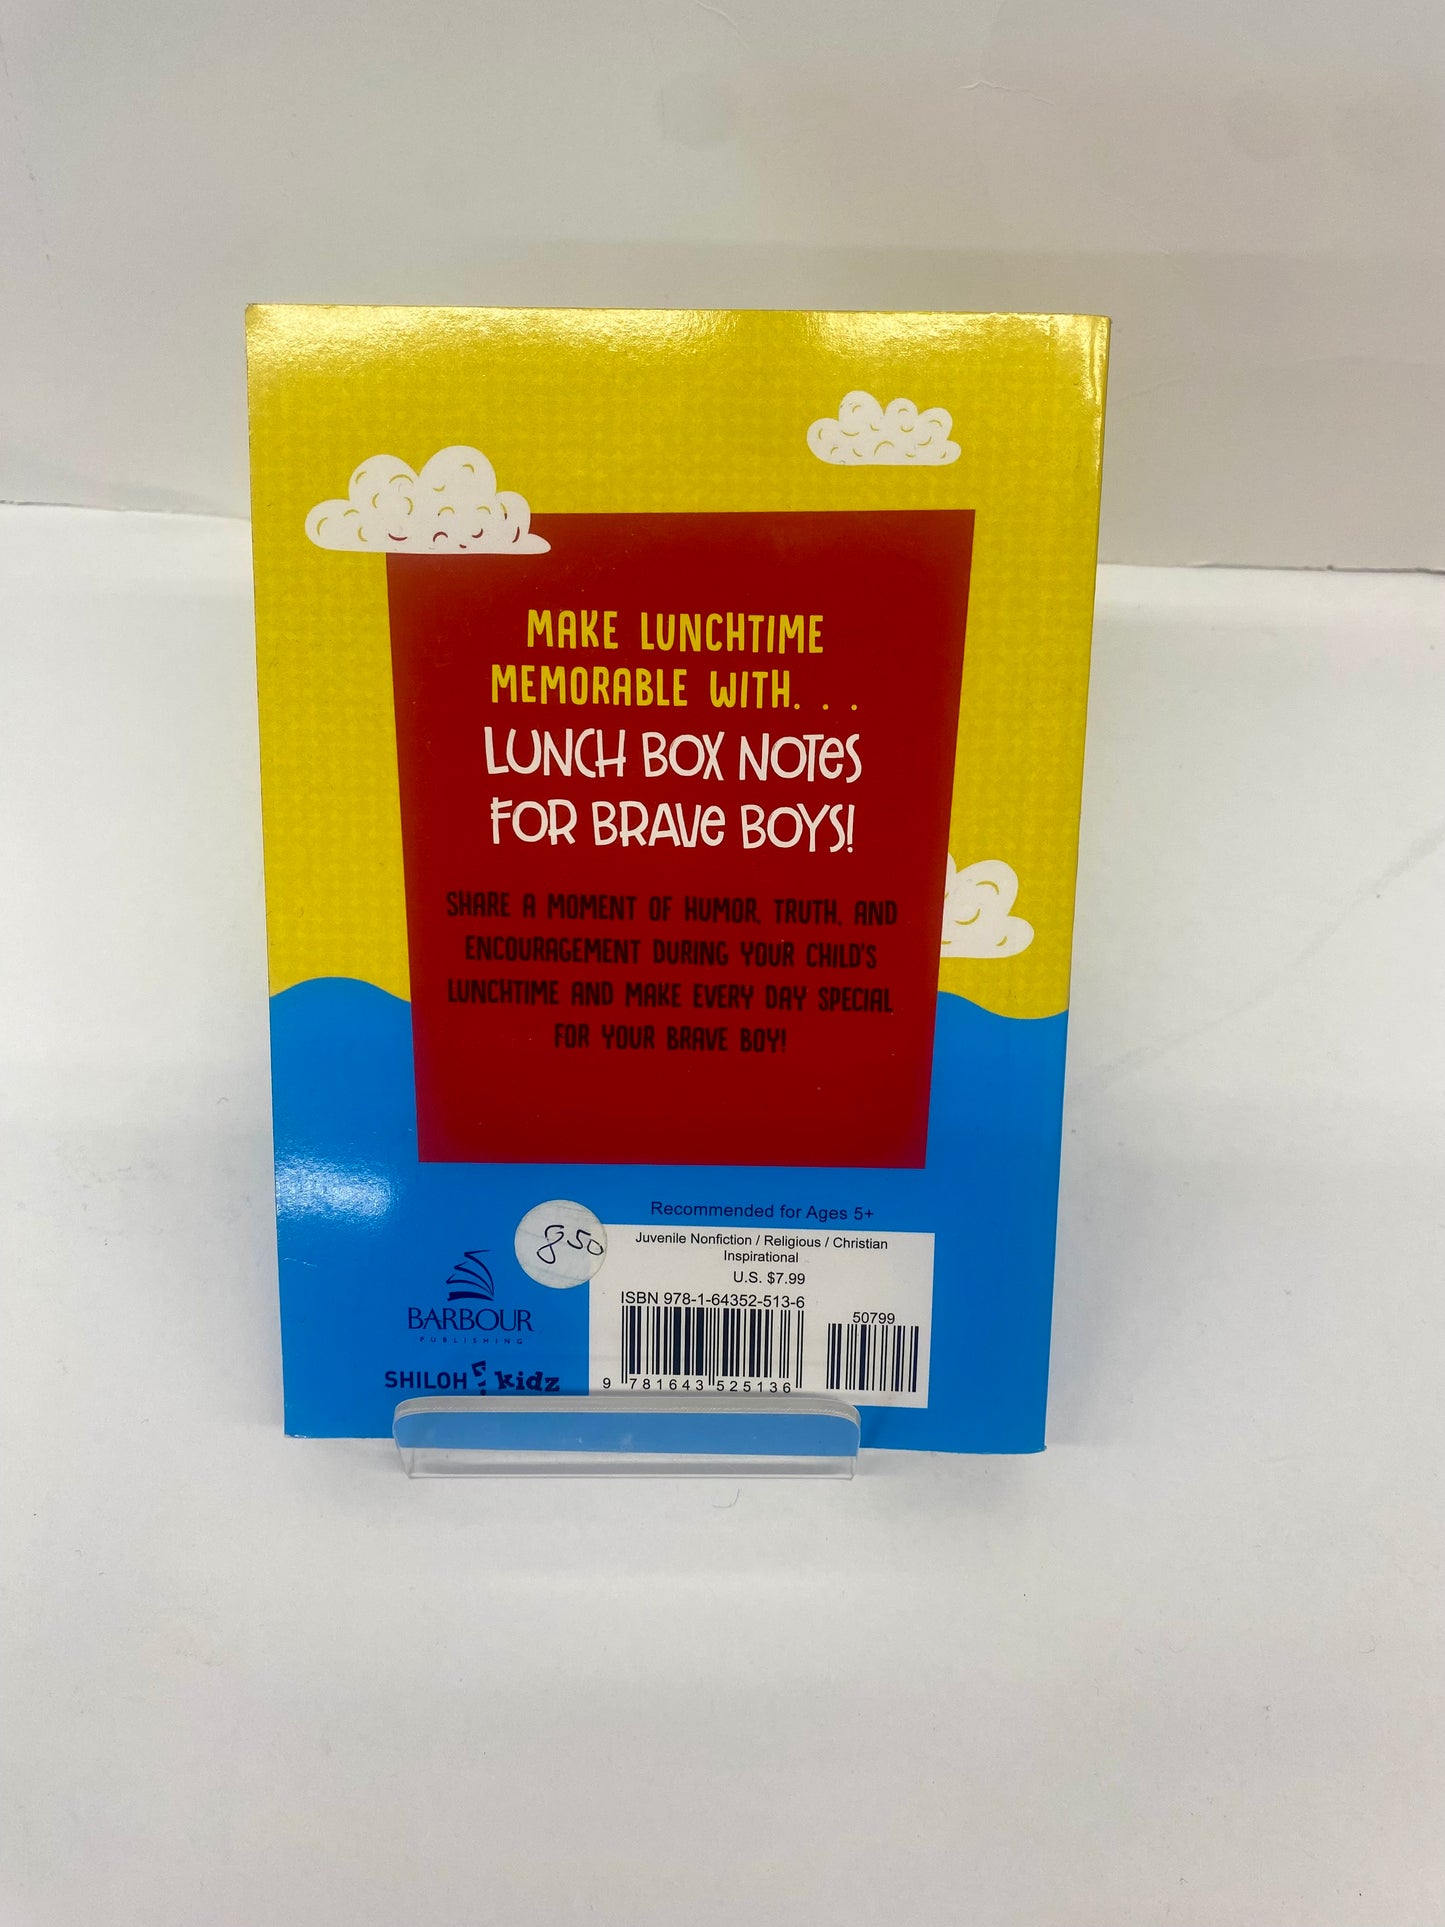 MAKE LUNCHTIME
MEMORABLE WITH. . .
LUNCH BOX NOTES
FOR BRAVE BOYS!
SHARE A MOMENT OF HUMOR, TRUTH, AND
ENCOURAGEMENT DURING YOUR CHILD'S
LUNCHTIME AND MAKE EVERY DAY SPECIAL
FOR YOUR BRAVE BOY!
Recommended for Ages 5+
850
Juvenile Nonfiction / Religious / Christian
Inspirational
U.S. $7.99
ISBN 978-1-64352-513-6
50799
9 781643 525136
BARBOUR
PUBLISHING
SHILOH kidz